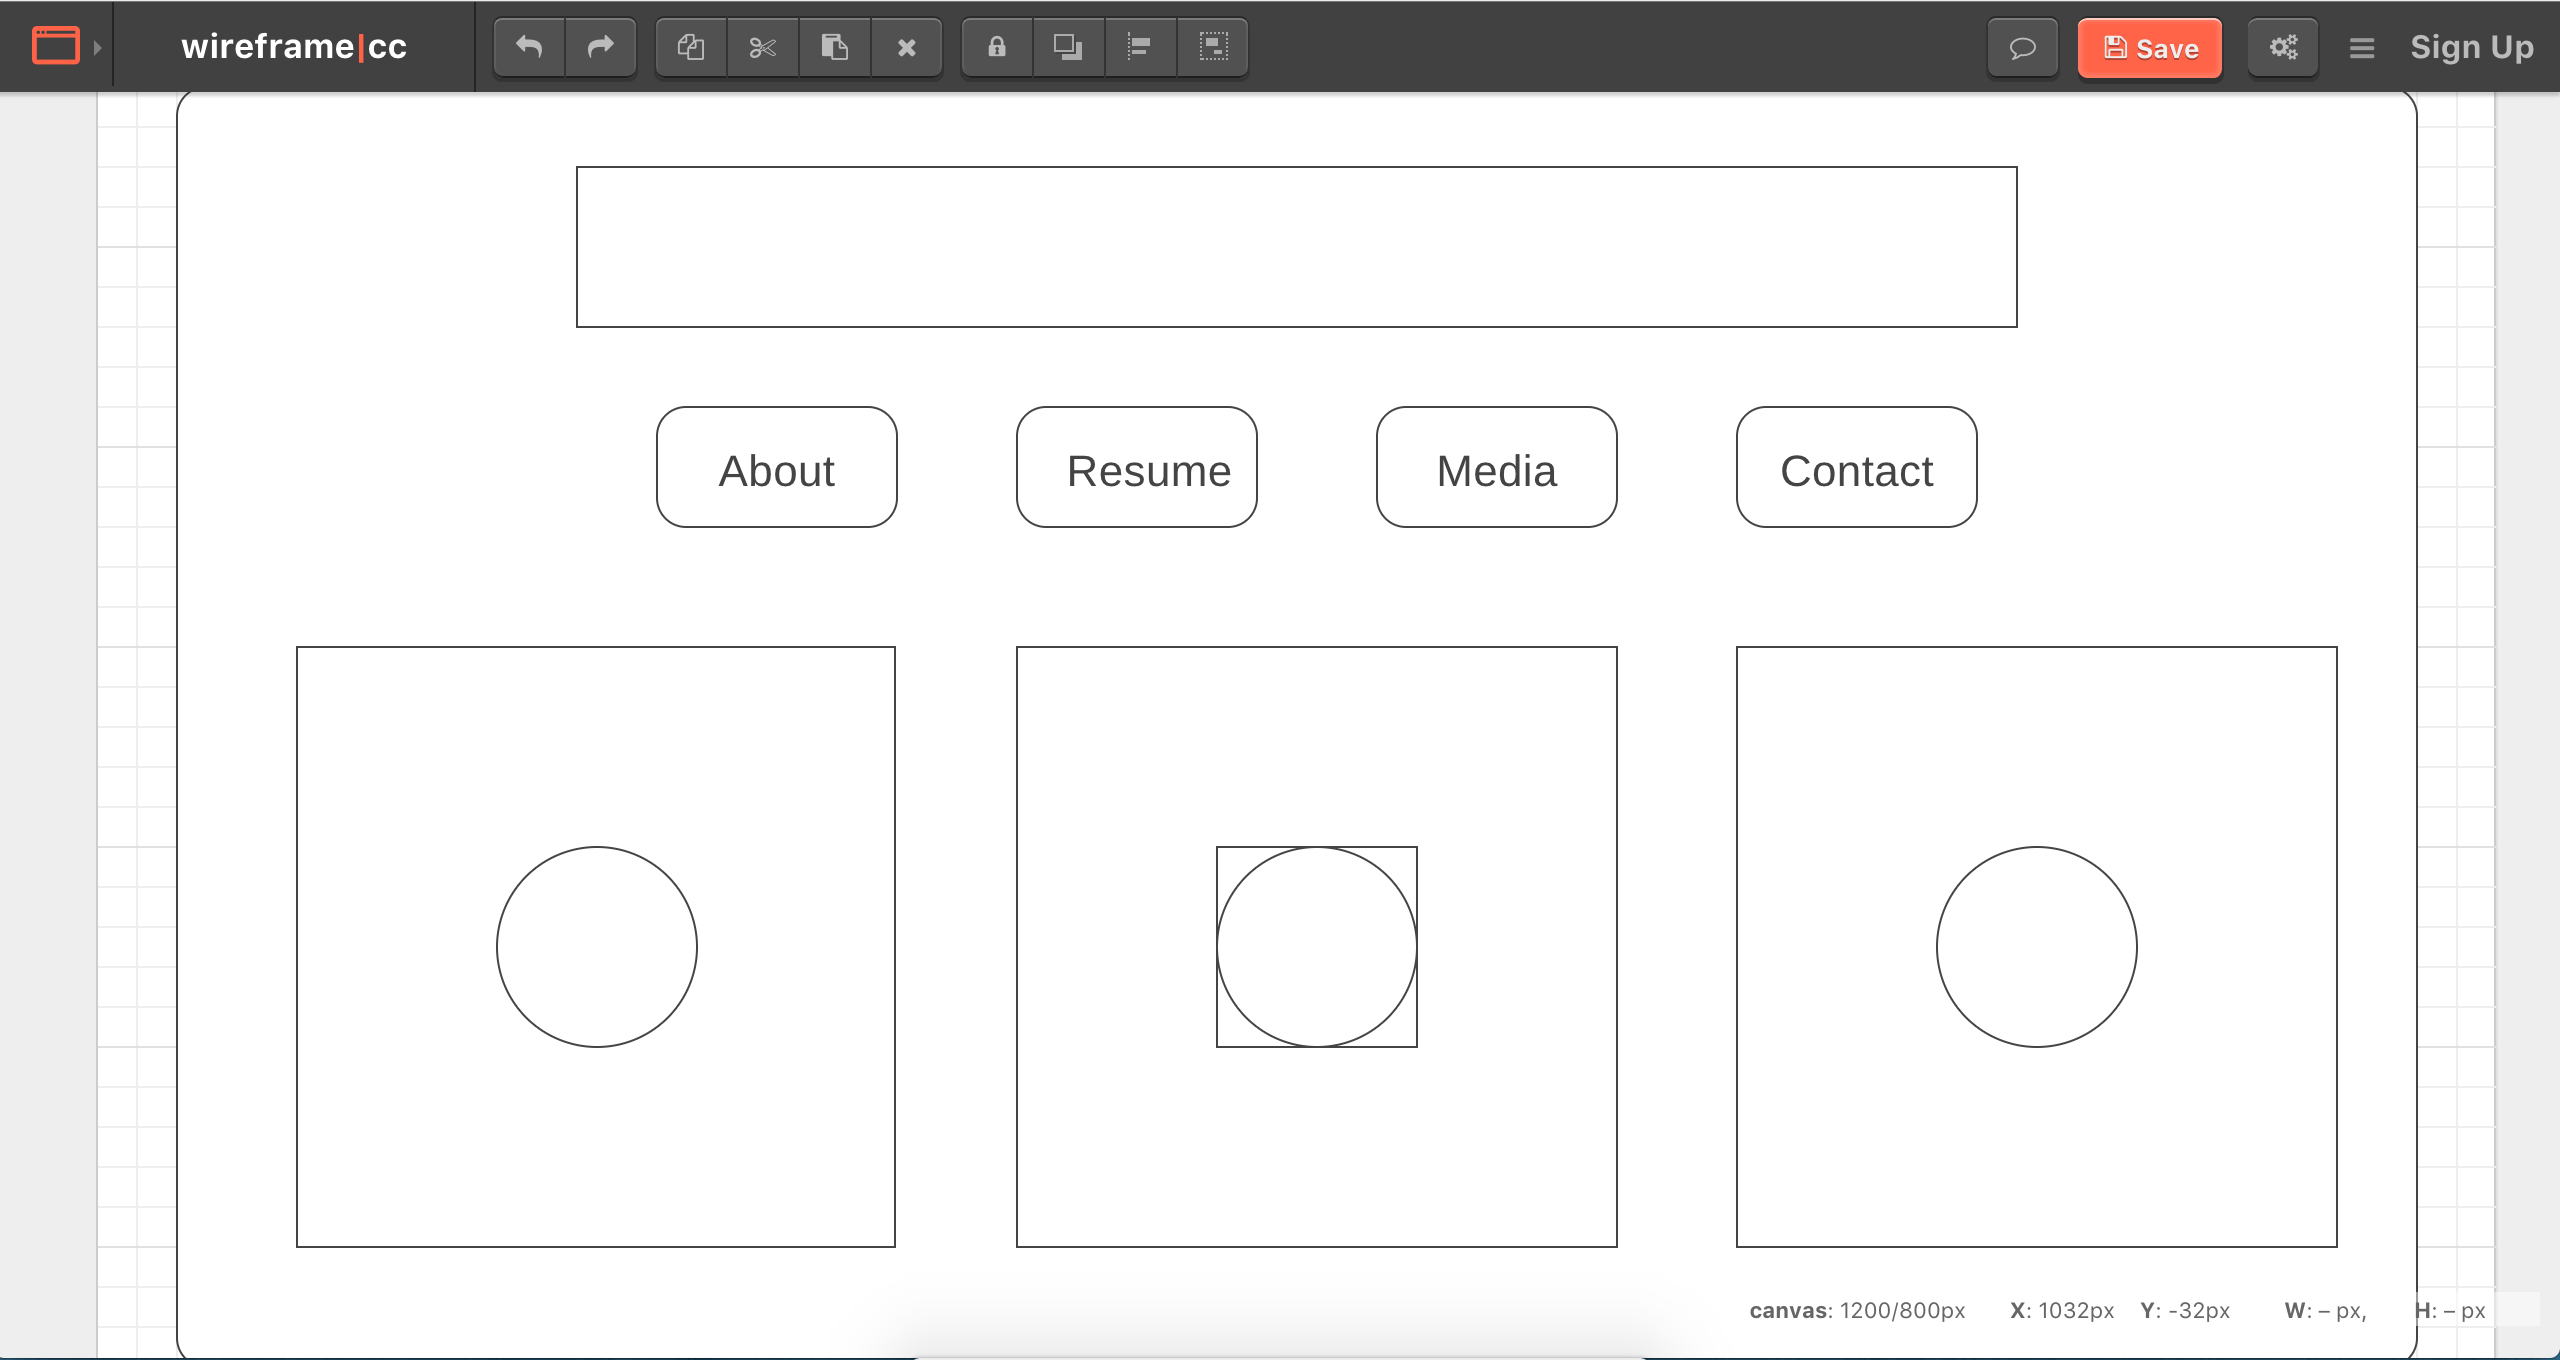 wireframe|cc Save Sign Up
About Resume Media Contact
canvas: 1200/800px X: 1032px Y: -32px W: – px, H: – px